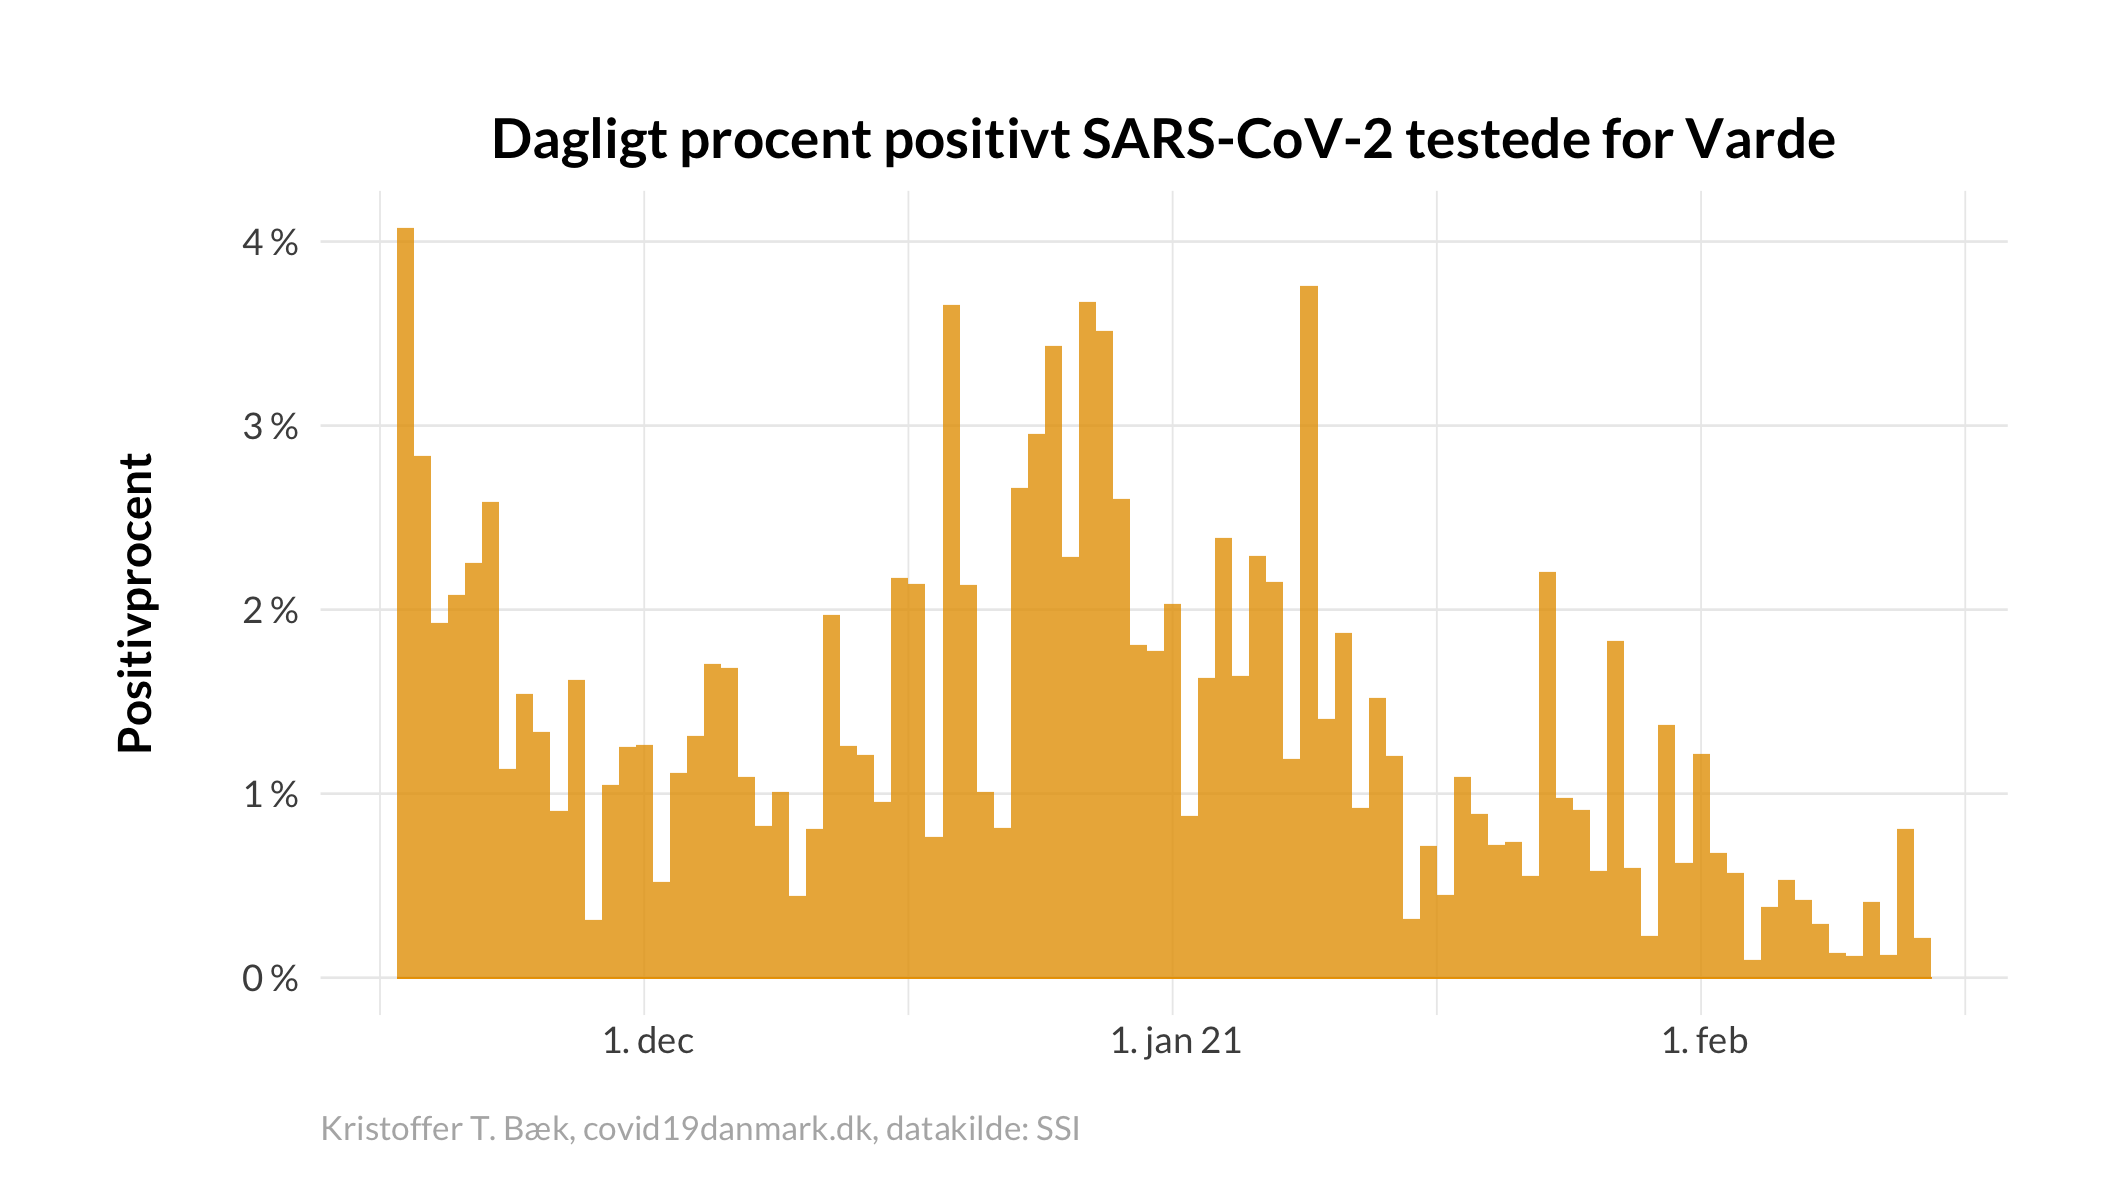 Dagligt procent positivt SARS-CoV-2 testede for Varde
Positivprocent
4 %
3 %
2 %
1 %
0 %
1. dec
1. jan 21
1. feb
Kristoffer T. Bæk, covid19danmark.dk, datakilde: SSI